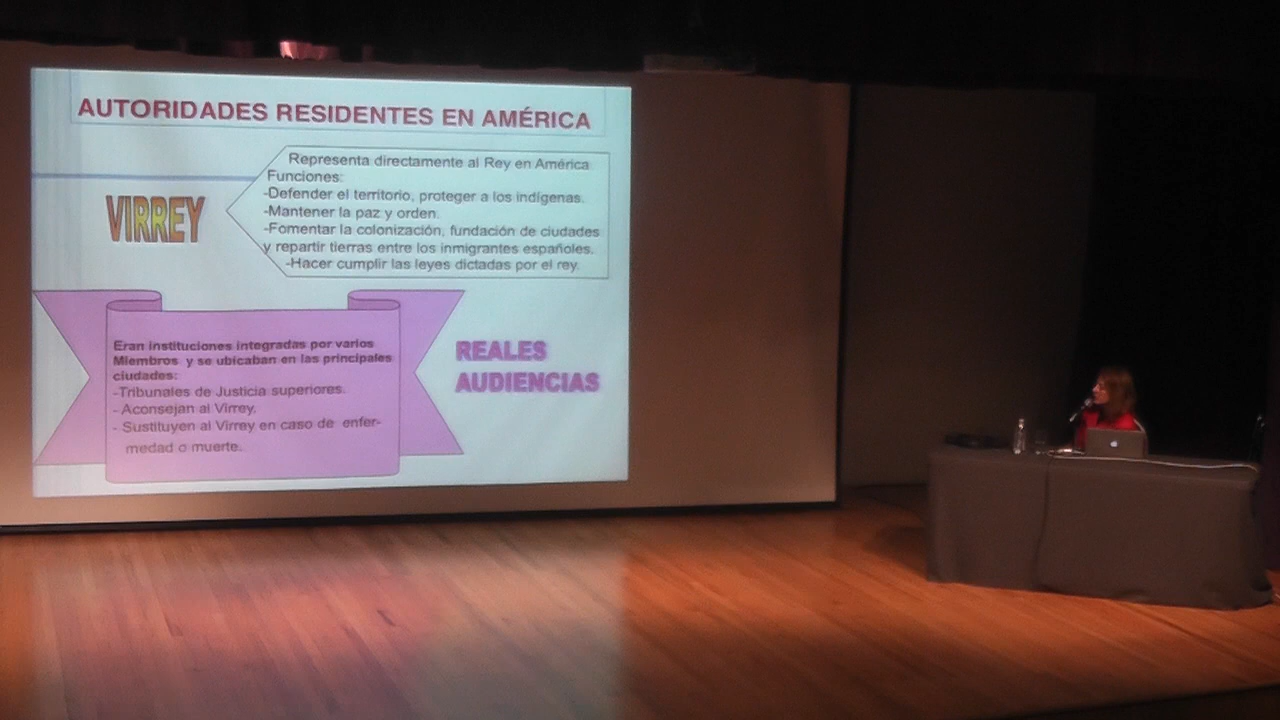 AUTORIDADES RESIDENTES EN AMÉRICA
Representa directamente al Rey en América
Funciones:
-Defender el territorio, proteger a los indígenas.
-Mantener la paz y orden.
-Fomentar la colonización, fundación de ciudades
y repartir tierras entre los inmigrantes españoles.
-Hacer cumplir las leyes dictadas por el rey.
VIRREY
Eran instituciones integradas por varios
Miembros y se ubicaban en las principales
ciudades:
-Tribunales de Justicia superiores.
- Aconsejan al Virrey.
- Sustituyen al Virrey en caso de enfer-
medad o muerte.
REALES
AUDIENCIAS